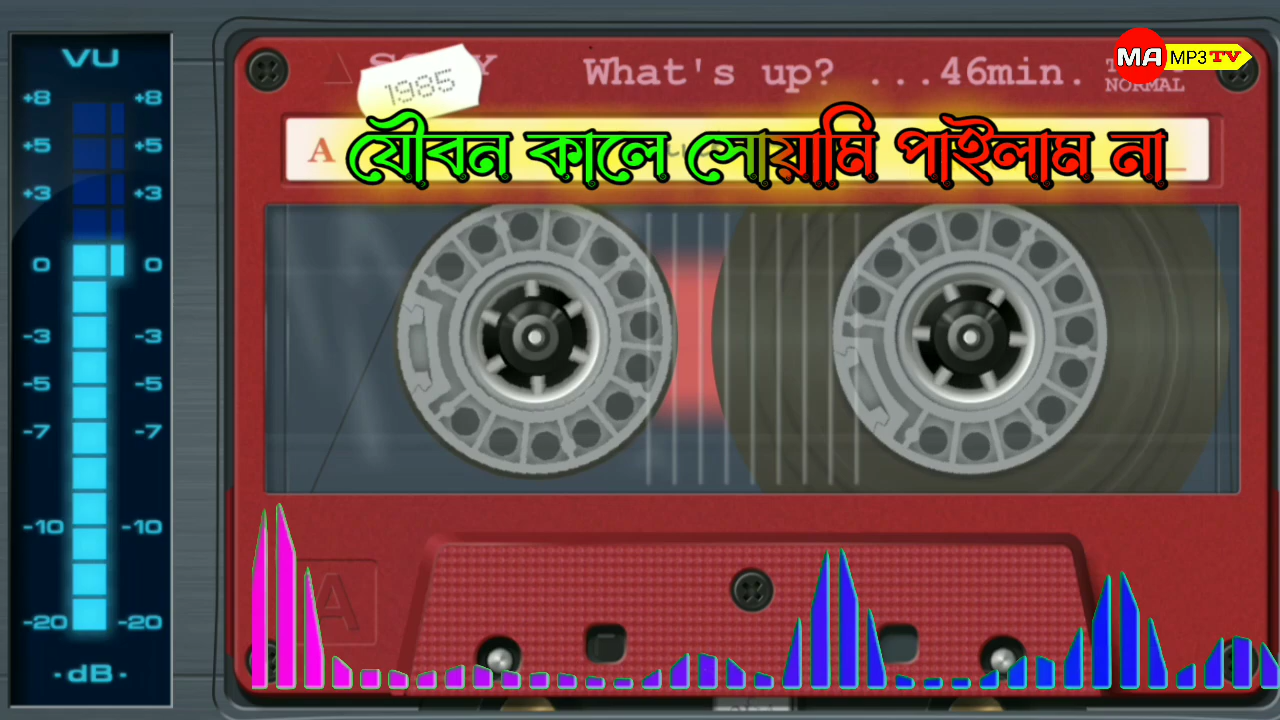 VU
+8 +8
+5 +5
+3 +3
0 0
-3 -3
-5 -5
-7 -7
-10 -10
-20 -20
-dB-
1985
What's up? ...46min.
NORMAL
MA MP3 TV
A যৌবন কালে সোয়ামি পাইলাম না
A